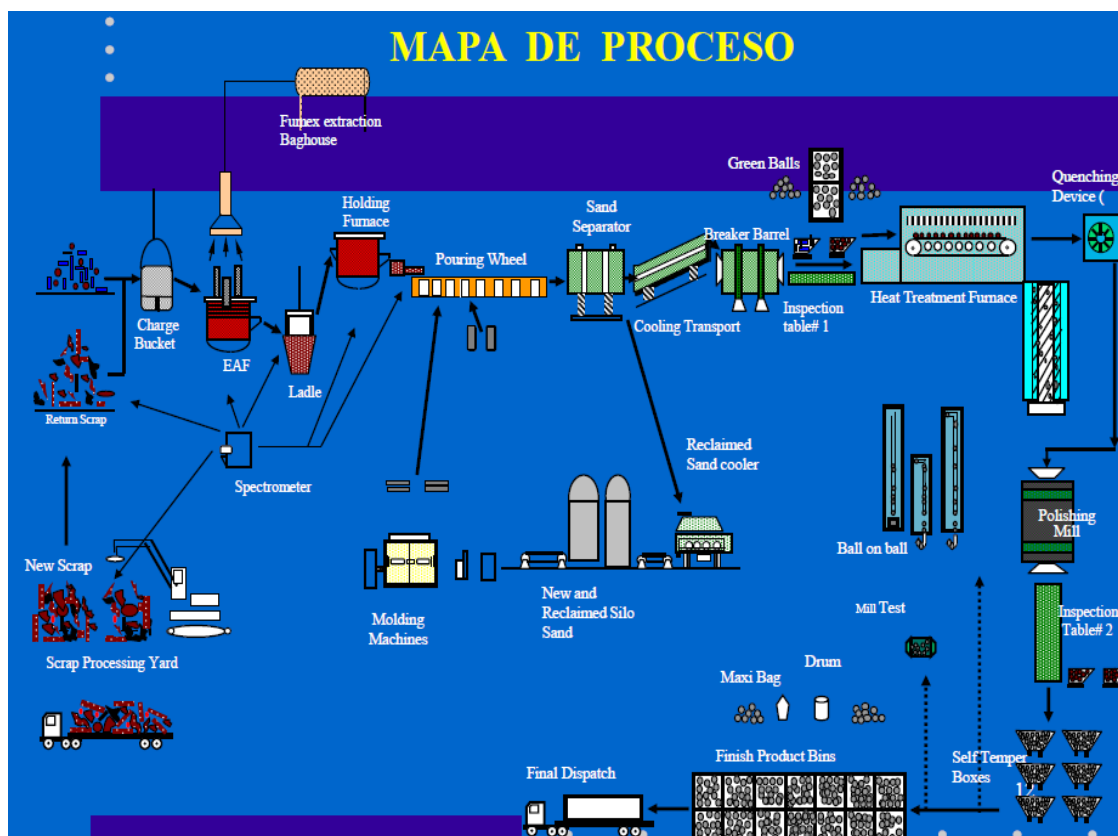 MAPA DE PROCESO
Fumex extraction
Baghouse
Green Balls
Quenching
Device (
Holding
Furnace
Sand
Separator
Breaker Barrel
Pouring Wheel
Charge
Bucket
EAF
Ladle
Cooling Transport
Inspection
table# 1
Heat Treatment Furnace
Return Scrap
Spectrometer
Reclaimed
Sand cooler
Polishing
Mill
Ball on ball
New Scrap
Molding
Machines
New and
Reclaimed Silo
Sand
Mill Test
Inspection
Table# 2
Scrap Processing Yard
Maxi Bag
Drum
Finish Product Bins
Self Temper
Boxes
12
Final Dispatch